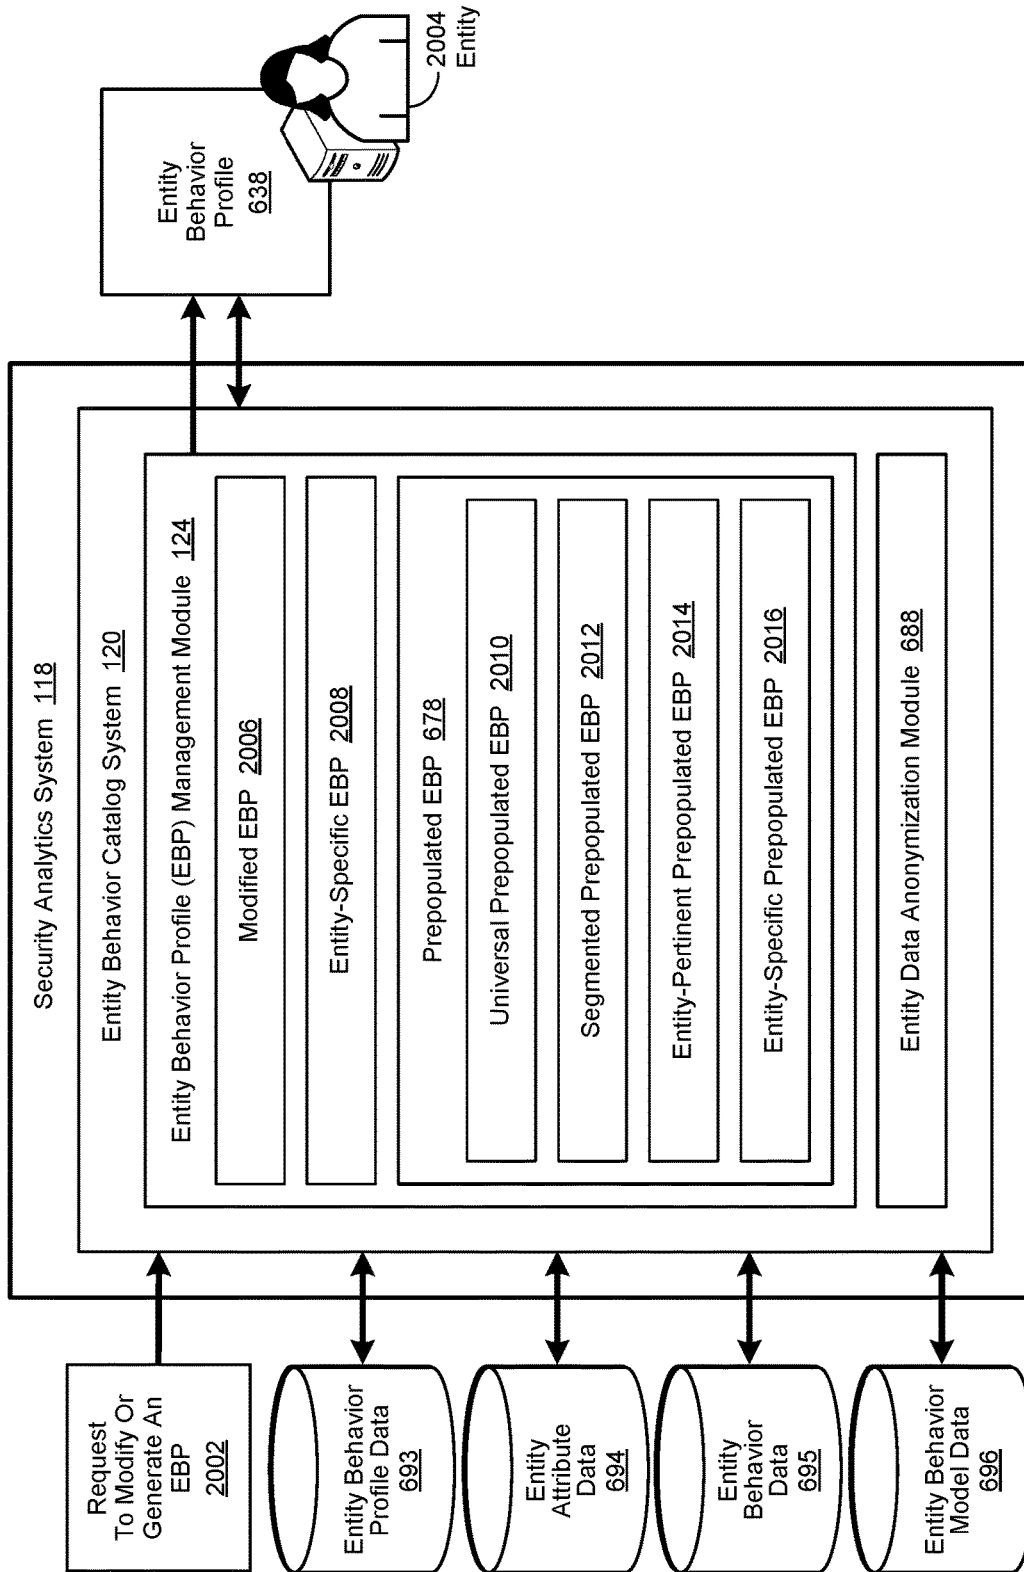 Security Analytics System 118
Entity Behavior Catalog System 120
Entity Behavior Profile (EBP) Management Module 124
Modified EBP 2006
Entity-Specific EBP 2008
Prepopulated EBP 678
Universal Prepopulated EBP 2010
Segmented Prepopulated EBP 2012
Entity-Pertinent Prepopulated EBP 2014
Entity-Specific Prepopulated EBP 2016
Entity Data Anonymization Module 688
Request
To Modify Or
Generate An
EBP
2002
Entity Behavior
Profile Data
693
Entity
Attribute
Data
694
Entity
Behavior
Data
695
Entity Behavior
Model Data
696
Entity
Behavior
Profile
638
2004
Entity